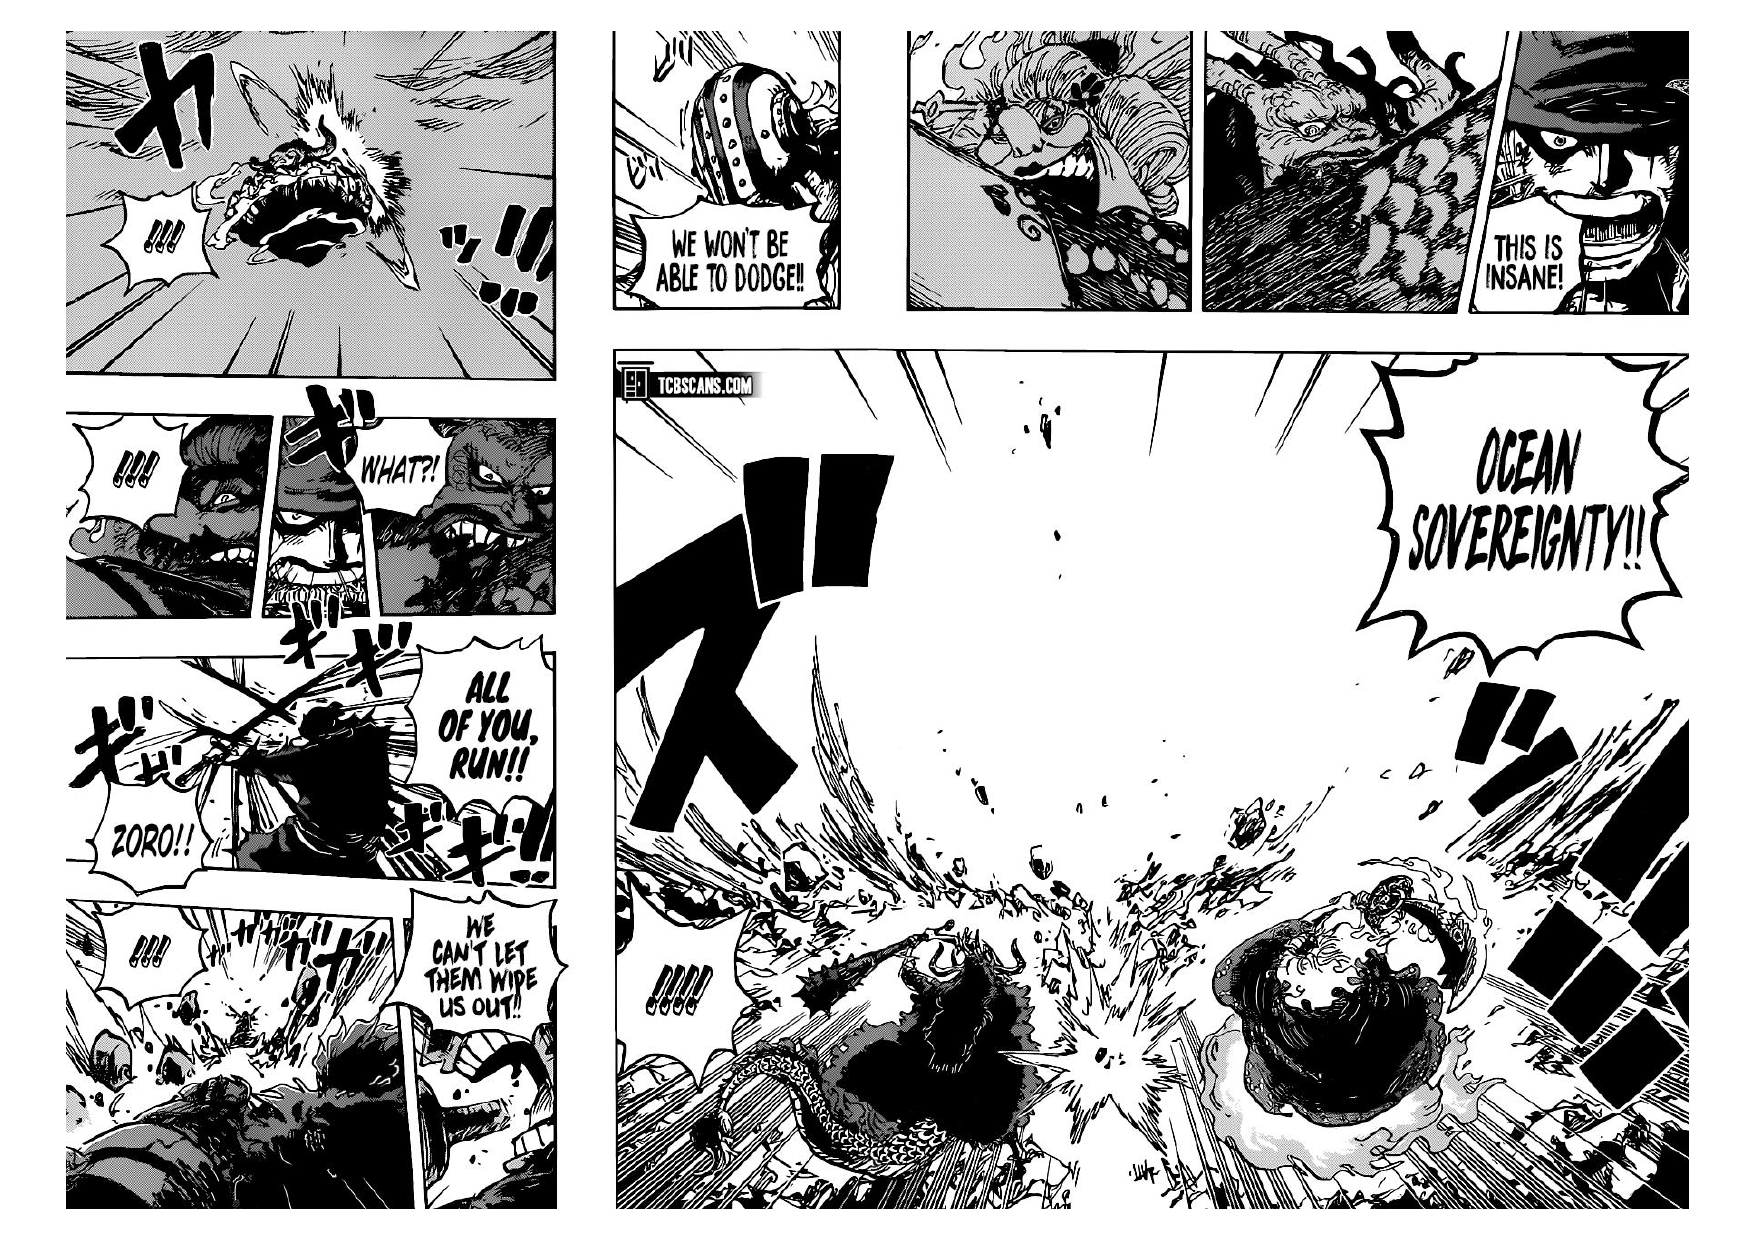 THIS IS
INSANE!
WE WON'T BE
ABLE TO DODGE!!
TCBSCANS.COM
OCEAN
SOVEREIGNTY!!
!!!!
!!!
WHAT?!
!!!
ALL
OF YOU,
RUN!!
ZORO!!
WE
CAN'T LET
THEM WIPE
US OUT!!
!!!